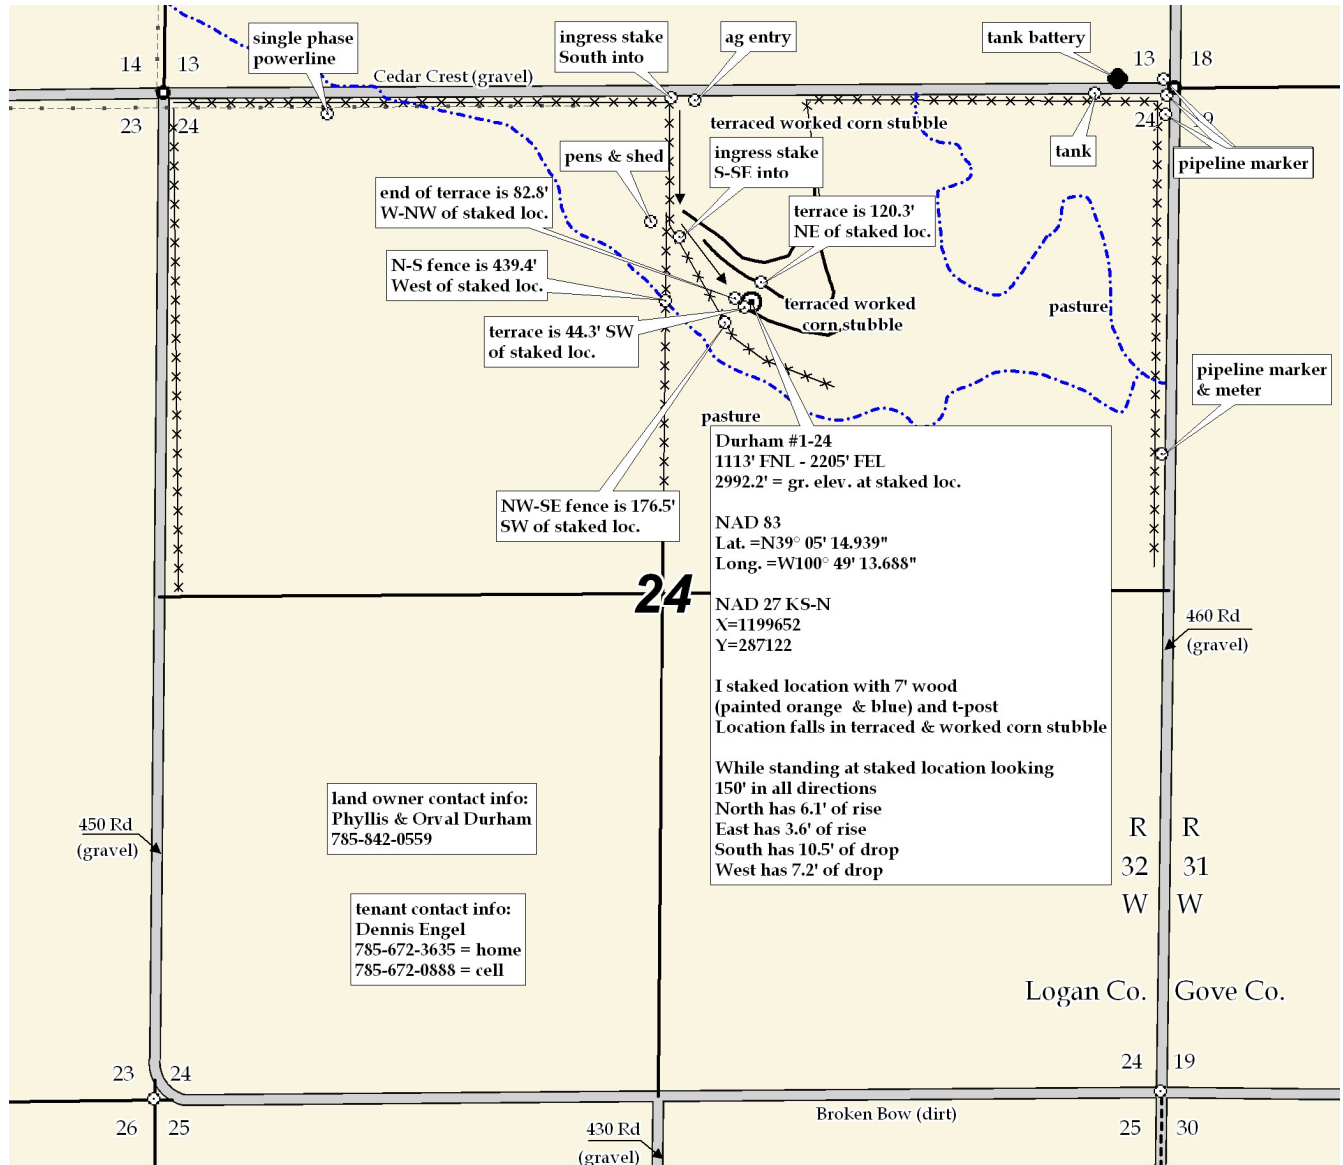 single phase
powerline
ingress stake
South into
ag entry
tank battery
14
13
13
18
Cedar Crest (gravel)
23
24
24
19
terraced worked corn stubble
tank
pipeline marker
pens & shed
ingress stake
S-SE into
end of terrace is 82.8'
W-NW of staked loc.
terrace is 120.3'
NE of staked loc.
N-S fence is 439.4'
West of staked loc.
terraced worked
corn stubble
pasture
terrace is 44.3' SW
of staked loc.
pipeline marker
& meter
pasture
Durham #1-24
1113' FNL - 2205' FEL
2992.2' = gr. elev. at staked loc.
NAD 83
Lat. =N39° 05' 14.939"
Long. =W100° 49' 13.688"
NAD 27 KS-N
X=1199652
Y=287122
I staked location with 7' wood
(painted orange & blue) and t-post
Location falls in terraced & worked corn stubble
While standing at staked location looking
150' in all directions
North has 6.1' of rise
East has 3.6' of rise
South has 10.5' of drop
West has 7.2' of drop
NW-SE fence is 176.5'
SW of staked loc.
24
460 Rd
(gravel)
land owner contact info:
Phyllis & Orval Durham
785-842-0559
450 Rd
(gravel)
R
R
32
31
W
W
tenant contact info:
Dennis Engel
785-672-3635 = home
785-672-0888 = cell
Logan Co.
Gove Co.
23
24
24
19
26
25
Broken Bow (dirt)
25
30
430 Rd
(gravel)